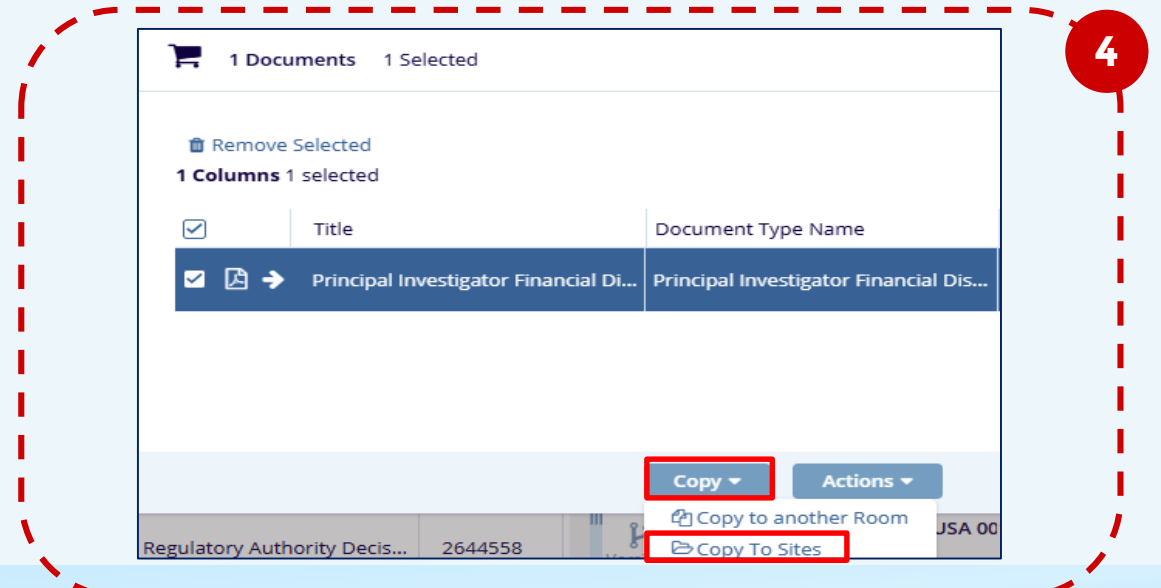 4
1 Documents 1 Selected
Remove Selected
1 Columns 1 selected
Title Document Type Name
Principal Investigator Financial Di... Principal Investigator Financial Dis...
Copy Actions
Copy to another Room
USA 00
Regulatory Authority Decis... 2644558
Copy To Sites